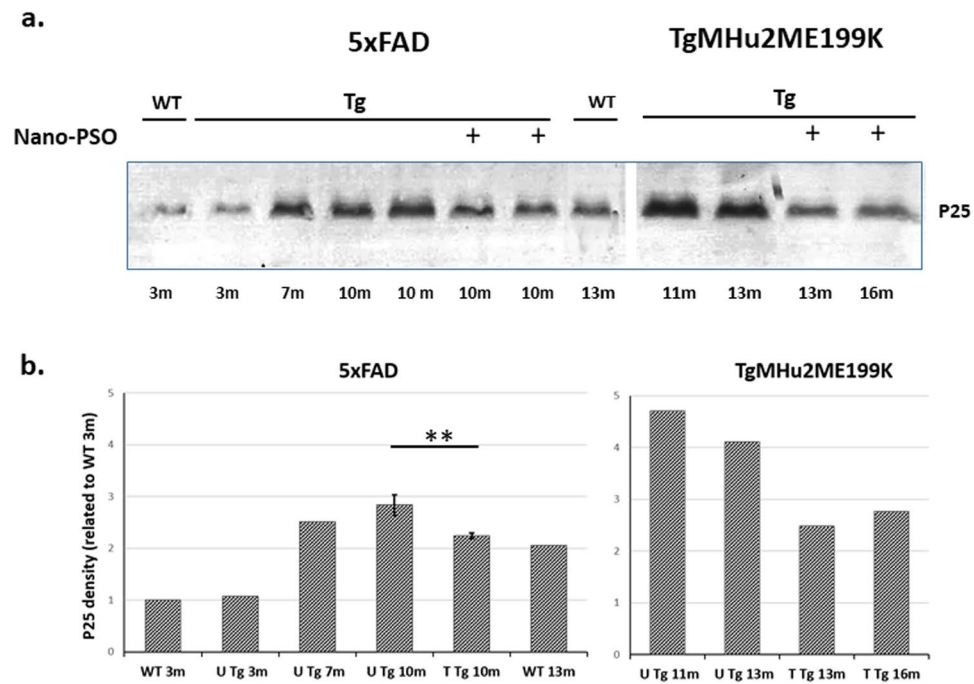 a.
5xFAD TgMHu2ME199K
WT Tg WT Tg
Nano-PSO + + + +
P25
3m 3m 7m 10m 10 m 10m 10m 13m 11m 13m 13m 16m
b.
5xFAD TgMHu2ME199K
P25 density (related to WT 3m)
5 5
4 4
3 3
2 2
1 1
0 0
**
WT 3m U Tg 3m U Tg 7m U Tg 10m T Tg 10m WT 13m U Tg 11m U Tg 13m T Tg 13m T Tg 16m